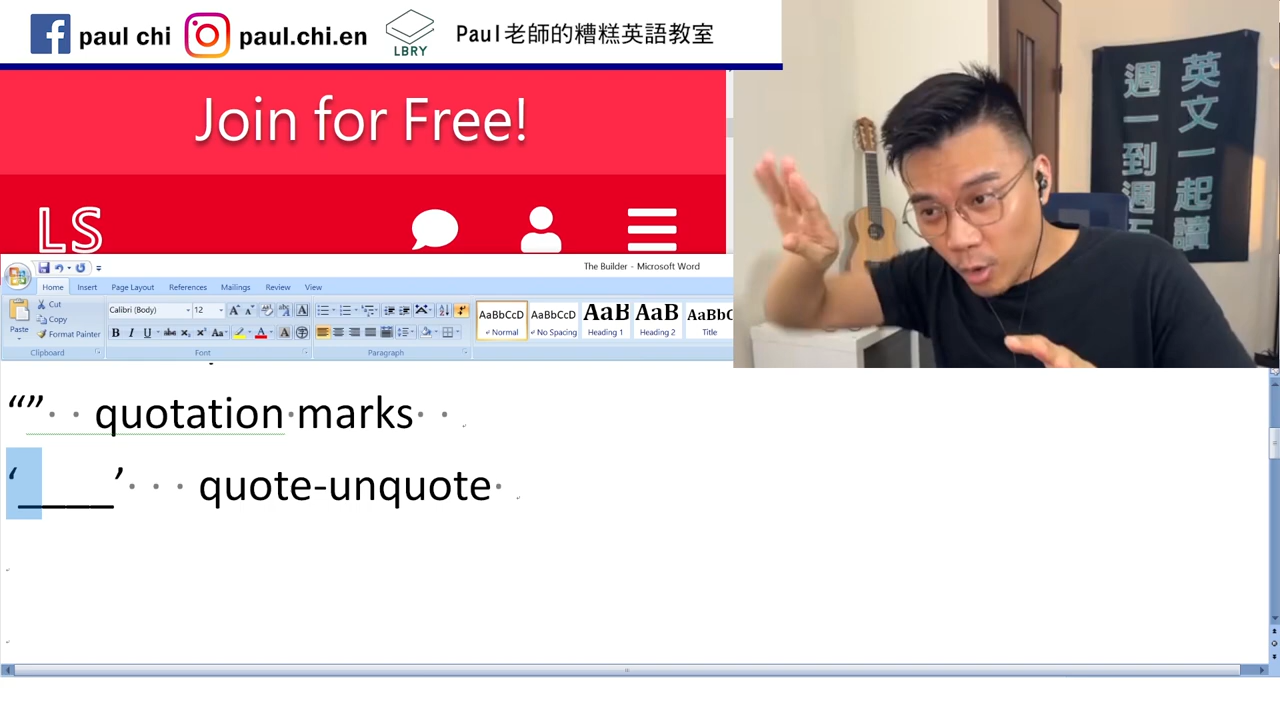 paul chi paul.chi.en LBRY Paul老師的糟糕英語教室
Join for Free!
LS
The Builder - Microsoft Word
Home Insert Page Layout References Mailings Review View
Paste
Cut
Copy
Format Painter
Calibri (Body) 12
AaBbCcD AaBbCcD AaB AaB AaBbC
Normal No Spacing Heading 1 Heading 2 Title
Clipboard Font Paragraph
“” quotation marks
‘____’ quote-unquote
英文一起讀
週一到週五